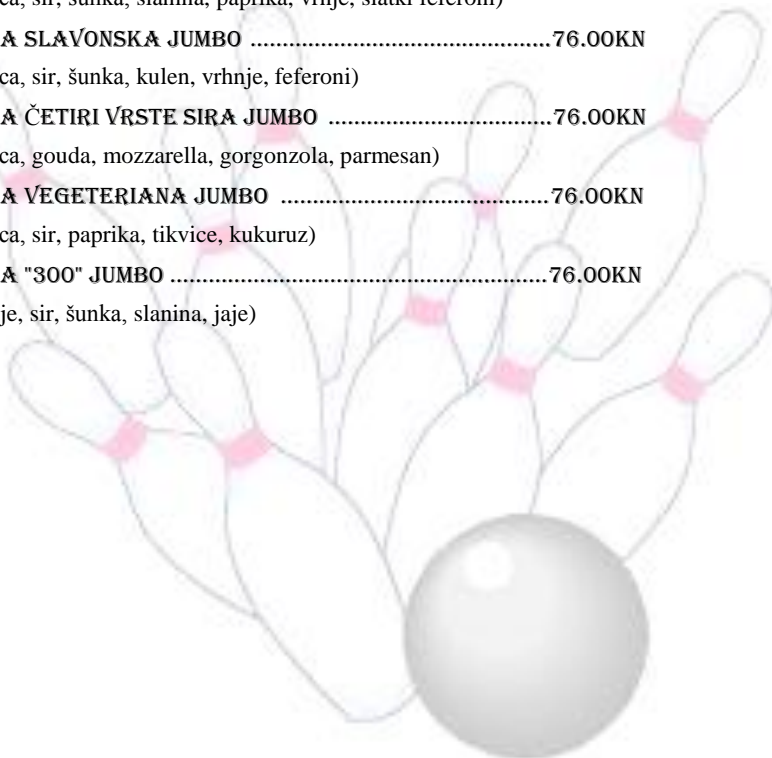 ca, sir, šunka, slanina, paprika, vrhje, slatki feferoni)
A SLAVONSKA JUMBO ..................................................76.00KN
ca, sir, šunka, kulen, vrhnje, feferoni)
A ČETIRI VRSTE SIRA JUMBO ....................................76.00KN
ca, gouda, mozzarella, gorgonzola, parmesan)
A VEGETERIANA JUMBO ............................................76.00KN
ca, sir, paprika, tikvice, kukuruz)
A "300" JUMBO ..............................................................76.00KN
je, sir, šunka, slanina, jaje)